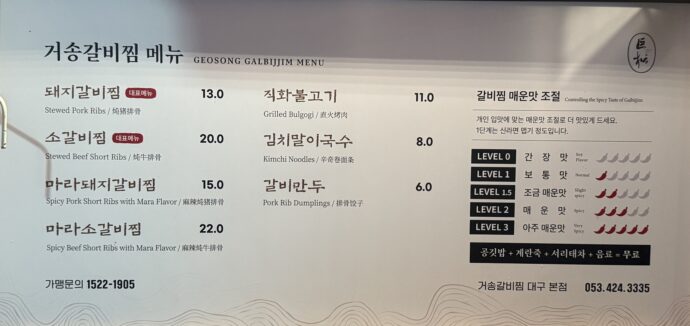 거송갈비찜 메뉴 GEOSONG GALBIJJIM MENU
돼지갈비찜 대표메뉴 13.0
Stewed Pork Ribs / 炖猪排骨
소갈비찜 대표메뉴 20.0
Stewed Beef Short Ribs / 炖牛排骨
마라돼지갈비찜 15.0
Spicy Pork Short Ribs with Mara Flavor / 麻辣炖猪排骨
마라소갈비찜 22.0
Spicy Beef Short Ribs with Mara Flavor / 麻辣炖牛排骨
가맹문의 1522-1905
직화불고기 11.0
Grilled Bulgogi / 直火烤肉
김치말이국수 8.0
Kimchi Noodles / 辛奇卷面条
갈비만두 6.0
Pork Rib Dumplings / 排骨饺子
巨松
갈비찜 매운맛 조절 Controlling the Spicy Taste of Galbijjim
개인 입맛에 맞는 매운맛 조절로 더 맛있게 드세요.
1단계는 신라면 맵기 정도입니다.
LEVEL 0 간장맛 Soy Flavor
LEVEL 1 보통맛 Normal
LEVEL 1.5 조금 매운맛 Slight spicy
LEVEL 2 매운맛 Spicy
LEVEL 3 아주 매운맛 Very Spicy
공깃밥 + 계란죽 + 서리태차 + 음료 = 무료
거송갈비찜 대구 본점 053.424.3335